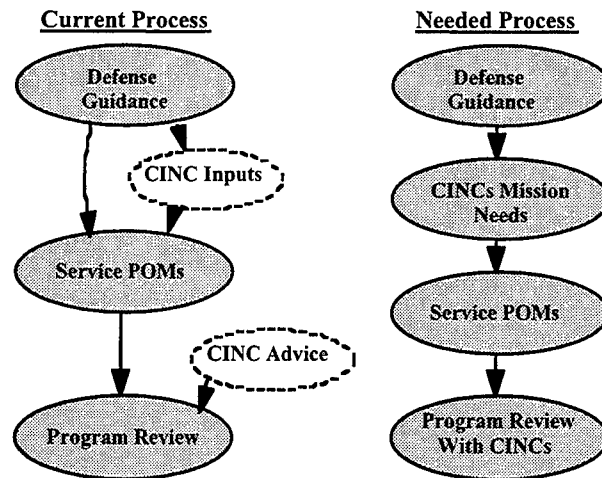 Current Process
Defense
Guidance
CINC Inputs
Service POMs
CINC Advice
Program Review
Needed Process
Defense
Guidance
CINCs Mission
Needs
Service POMs
Program Review
With CINCs